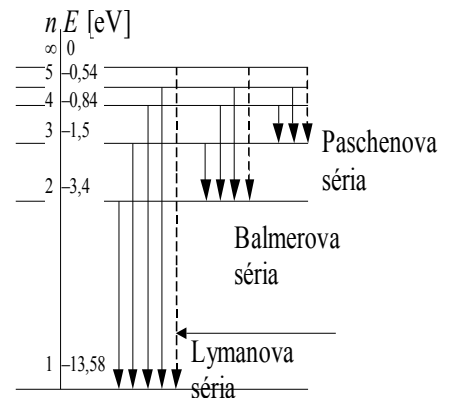 n E [eV]
∞ 0
5 –0,54
4 –0,84
3 –1,5
Paschenova
séria
2 –3,4
Balmerova
séria
1 –13,58
Lymanova
séria